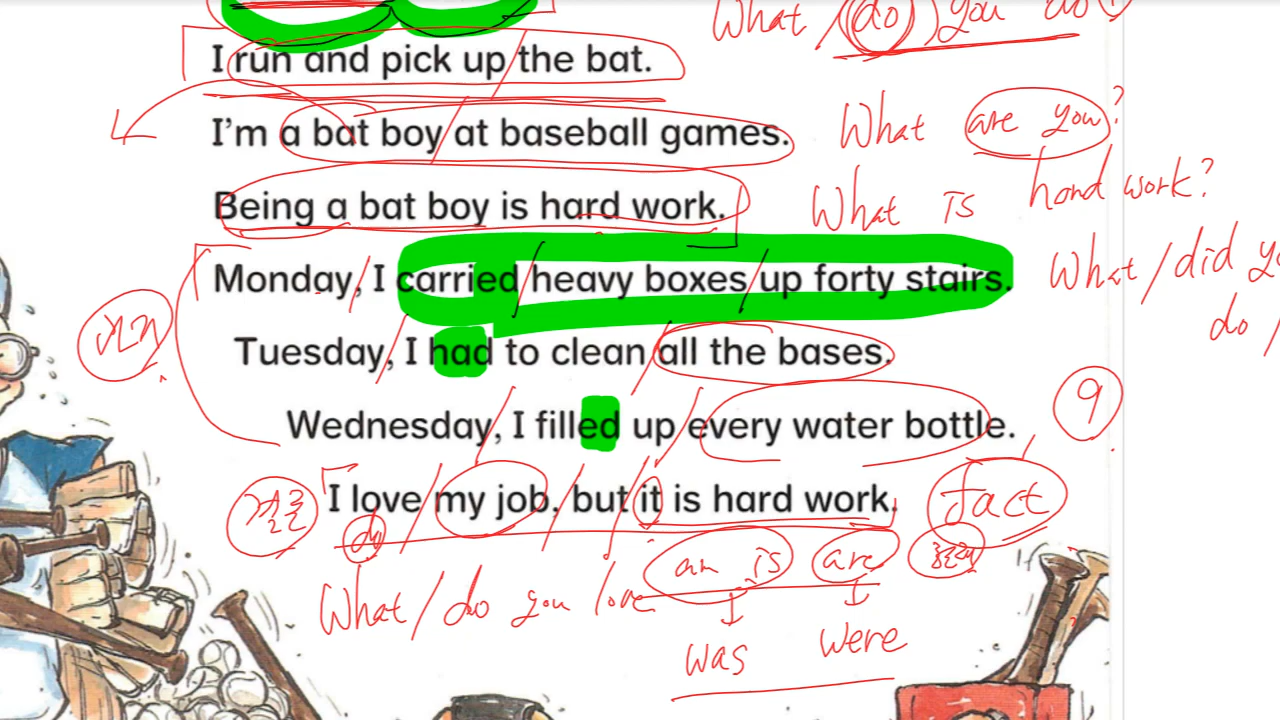 What do you do ?
I run and pick up the bat.
I'm a bat boy at baseball games.
What are you?
Being a bat boy is hard work.
What is hard work?
Monday, I carried heavy boxes up forty stairs.
What / did
do /
Tuesday, I had to clean all the bases.
Wednesday, I filled up every water bottle.
9
결론
I love my job, but it is hard work.
fact
do
am is are
What / do you love
was were